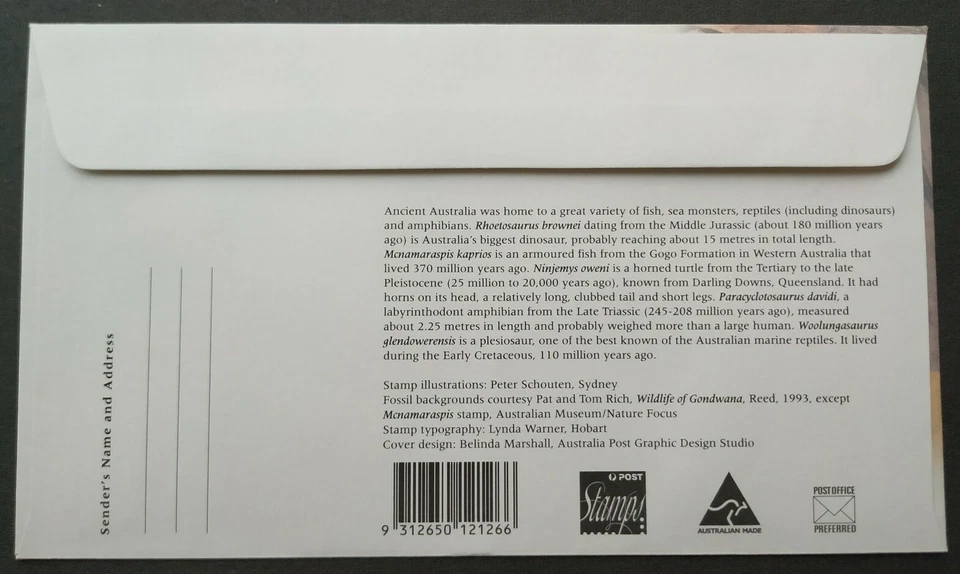 Ancient Australia was home to a great variety of fish, sea monsters, reptiles (including dinosaurs)
and amphibians. Rhoetosaurus brownei dating from the Middle Jurassic (about 180 million years
ago) is Australia's biggest dinosaur, probably reaching about 15 metres in total length.
Mcnamaraspis kaprios is an armoured fish from the Gogo Formation in Western Australia that
lived 370 million years ago. Ninjemys oweni is a horned turtle from the Tertiary to the late
Pleistocene (25 million to 20,000 years ago), known from Darling Downs, Queensland. It had
horns on its head, a relatively long, clubbed tail and short legs. Paracyclotosaurus davidi, a
labyrinthodont amphibian from the Late Triassic (245-208 million years ago), measured
about 2.25 metres in length and probably weighed more than a large human. Woolungasaurus
glendowerensis is a plesiosaur, one of the best known of the Australian marine reptiles. It lived
during the Early Cretaceous, 110 million years ago.
Stamp illustrations: Peter Schouten, Sydney
Fossil backgrounds courtesy Pat and Tom Rich, Wildlife of Gondwana, Reed, 1993, except
Mcnamaraspis stamp, Australian Museum/Nature Focus
Stamp typography: Lynda Warner, Hobart
Cover design: Belinda Marshall, Australia Post Graphic Design Studio
Sender's Name and Address
9 312650 121266
POST
Stamps
AUSTRALIAN MADE
POST OFFICE
PREFERRED